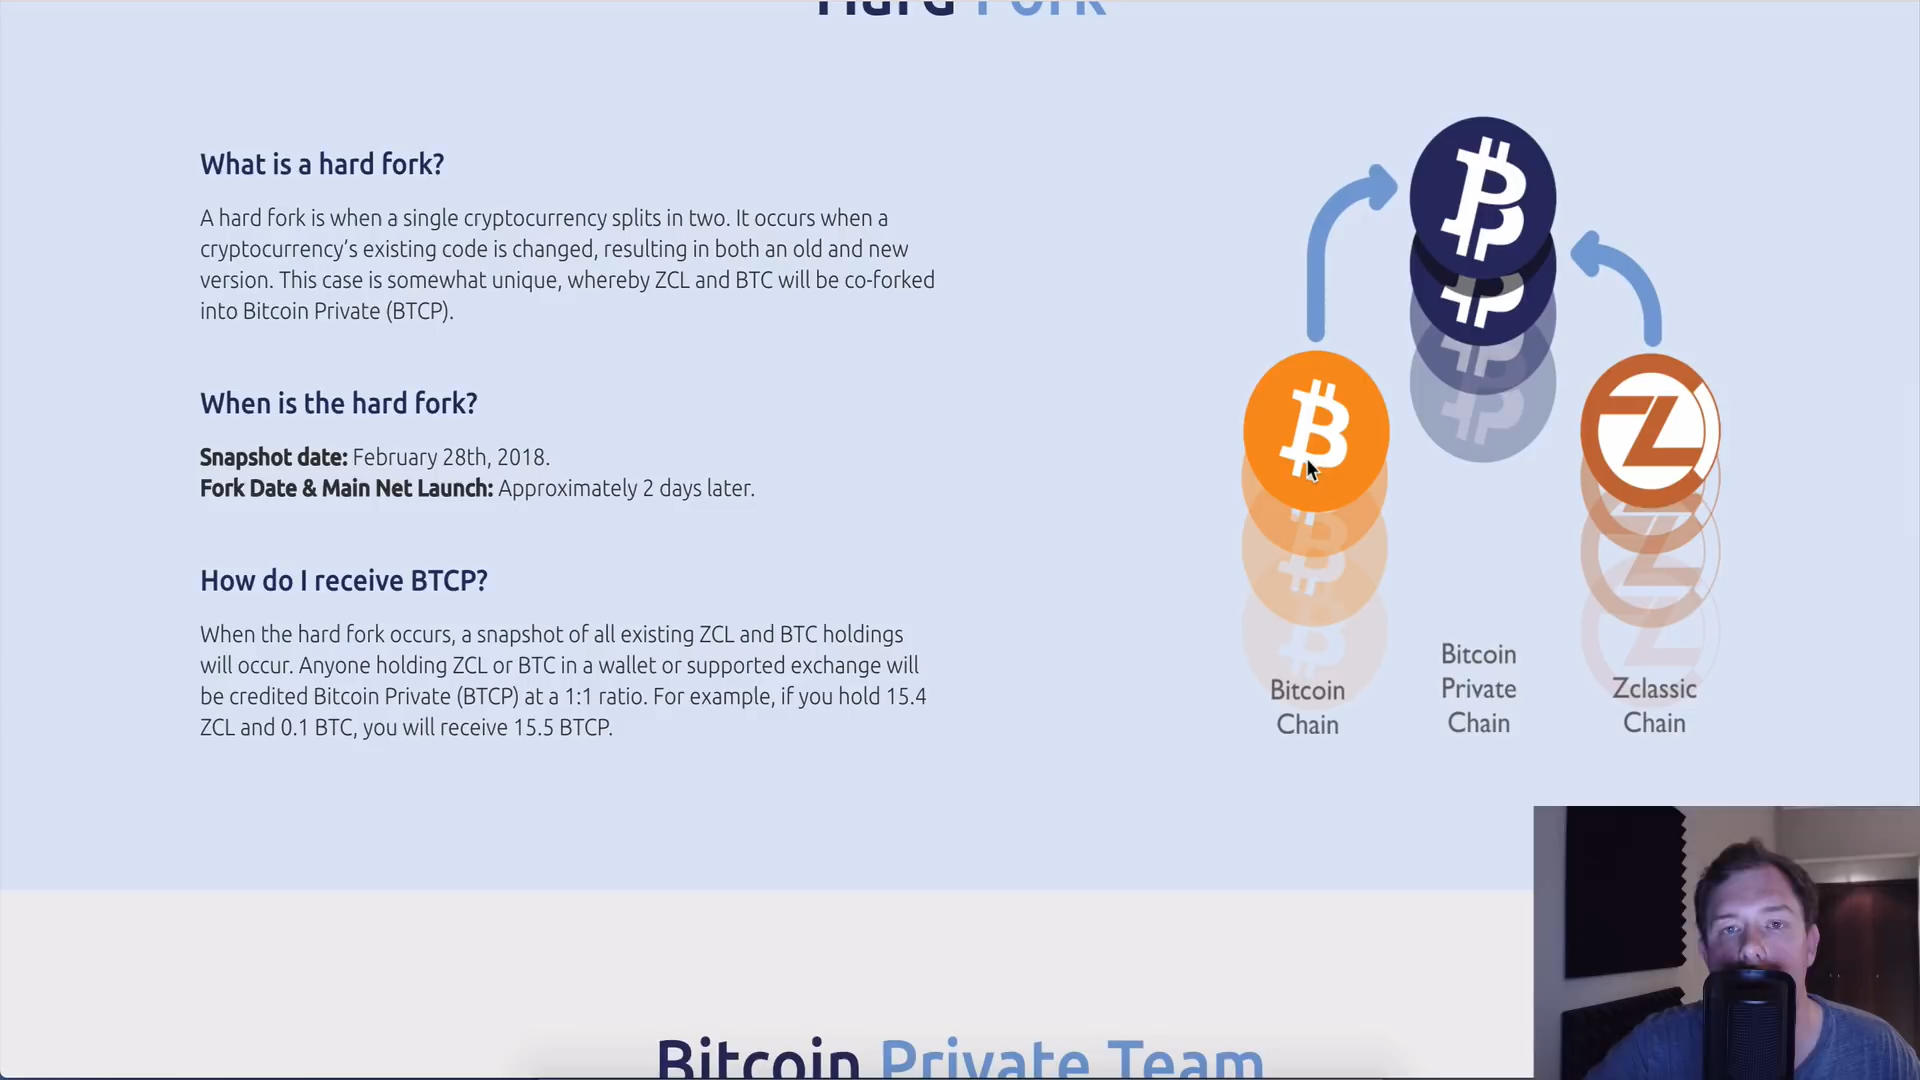 Hard Fork
What is a hard fork?
A hard fork is when a single cryptocurrency splits in two. It occurs when a
cryptocurrency’s existing code is changed, resulting in both an old and new
version. This case is somewhat unique, whereby ZCL and BTC will be co-forked
into Bitcoin Private (BTCP).
When is the hard fork?
Snapshot date: February 28th, 2018.
Fork Date & Main Net Launch: Approximately 2 days later.
How do I receive BTCP?
When the hard fork occurs, a snapshot of all existing ZCL and BTC holdings
will occur. Anyone holding ZCL or BTC in a wallet or supported exchange will
be credited Bitcoin Private (BTCP) at a 1:1 ratio. For example, if you hold 15.4
ZCL and 0.1 BTC, you will receive 15.5 BTCP.
Bitcoin
Chain
Bitcoin
Private
Chain
Zclassic
Chain
Bitcoin Private Team